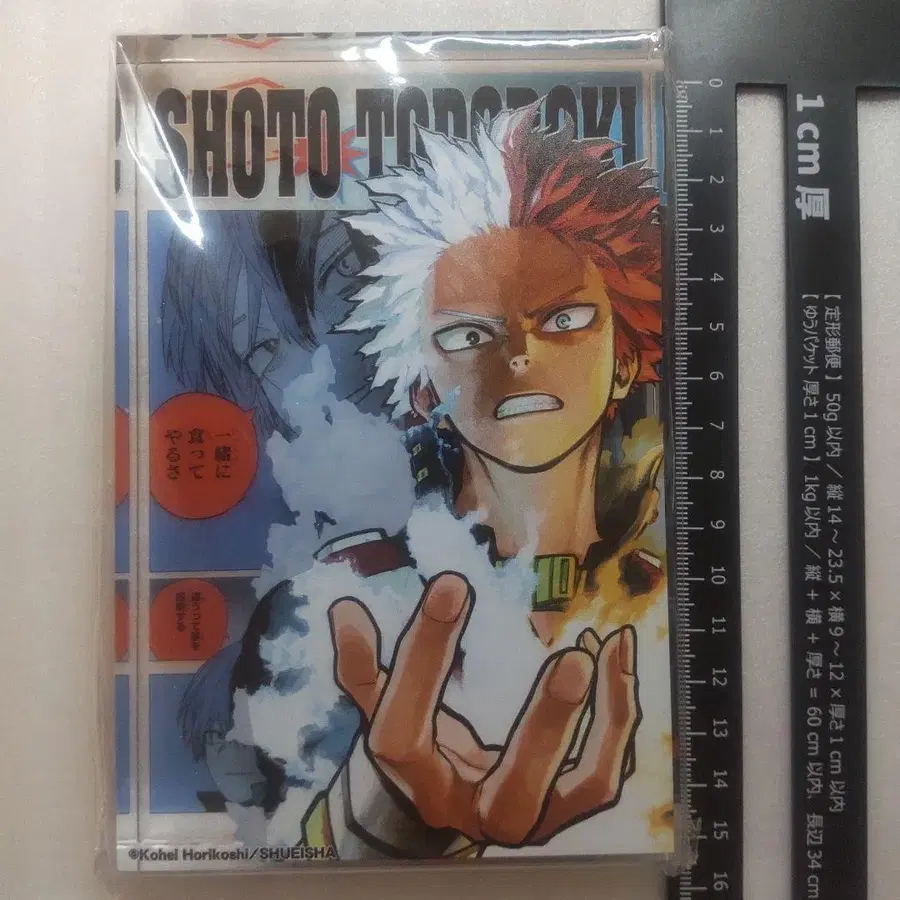 SHOTO TODOROKI
一緒に
食って
やるさ
©Kohei Horikoshi/SHUEISHA
0
1
2
3
4
5
6
7
8
9
10
11
12
13
14
15
16
1 cm 厚
【 定形郵便 】 50g 以内 ／ 縦 14 ～ 23.5 × 横 9 ～ 12 × 厚さ 1 cm 以内
【 ゆうパケット 厚さ 1 cm 】 1kg 以内 ／ 縦 + 横 + 厚さ = 60 cm 以内、長辺 34 cm